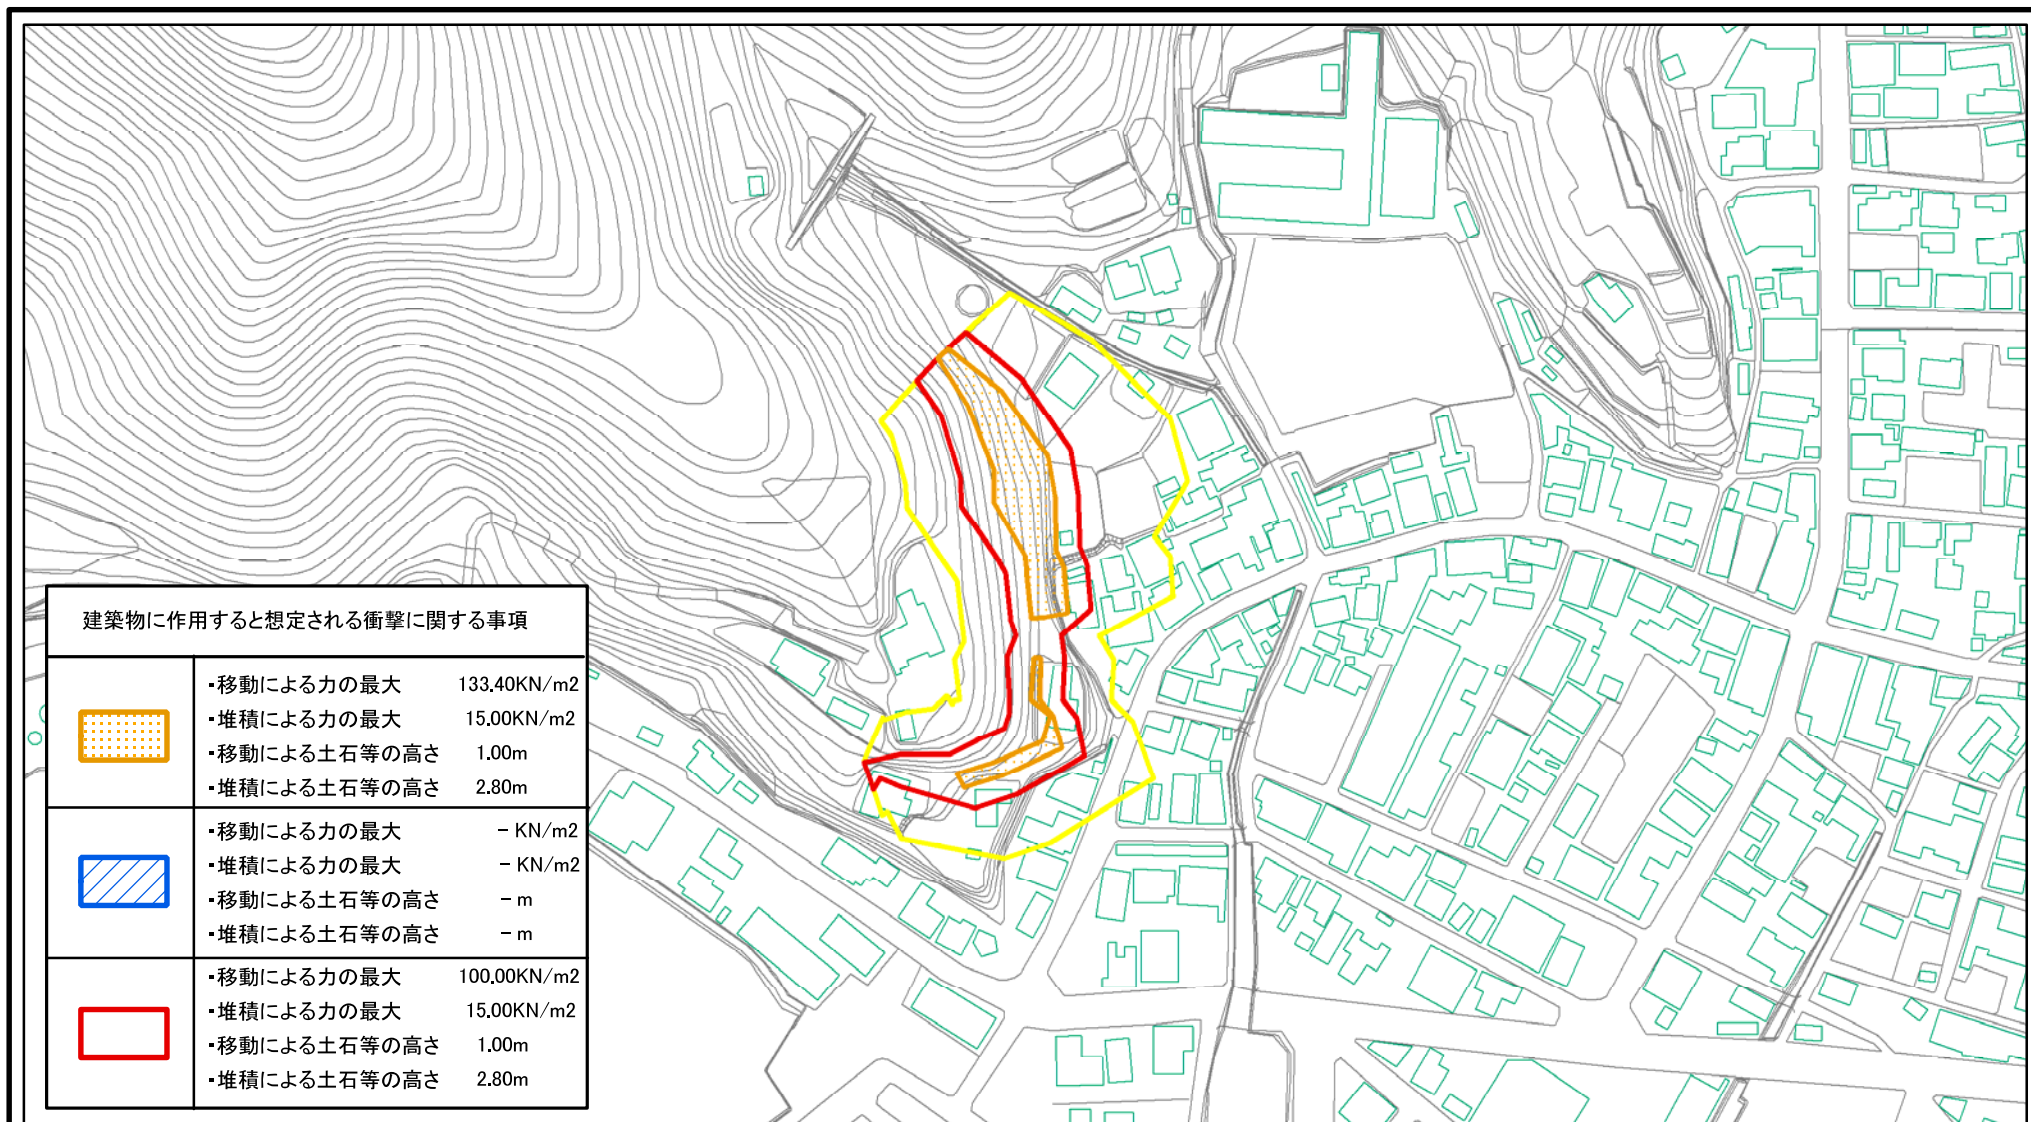 建築物に作用すると想定される衝撃に関する事項
・移動による力の最大 133.40KN/m2
・堆積による力の最大 15.00KN/m2
・移動による土石等の高さ 1.00m
・堆積による土石等の高さ 2.80m
・移動による力の最大 - KN/m2
・堆積による力の最大 - KN/m2
・移動による土石等の高さ - m
・堆積による土石等の高さ - m
・移動による力の最大 100.00KN/m2
・堆積による力の最大 15.00KN/m2
・移動による土石等の高さ 1.00m
・堆積による土石等の高さ 2.80m